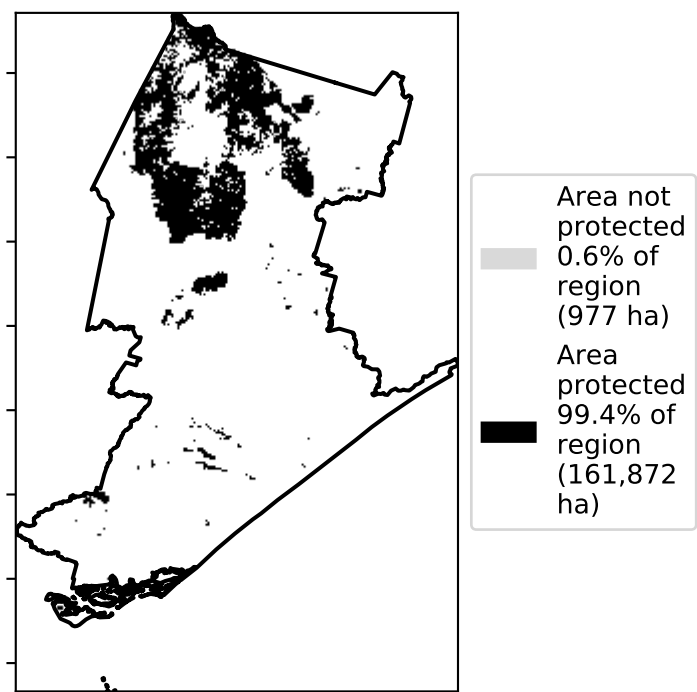 Area not
protected
0.6% of
region
(977 ha)
Area
protected
99.4% of
region
(161,872
ha)